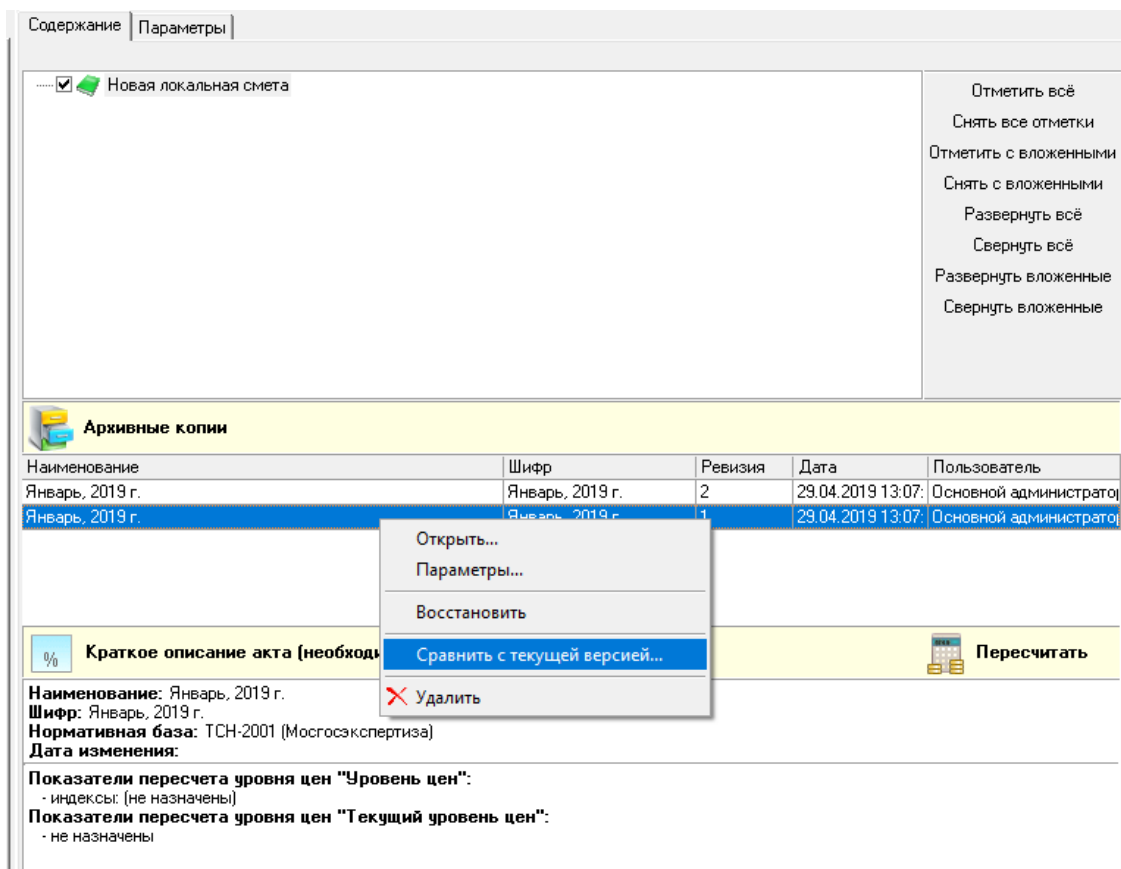 Содержание Параметры
Новая локальная смета
Отметить всё
Снять все отметки
Отметить с вложенными
Снять с вложенными
Развернуть всё
Свернуть всё
Развернуть вложенные
Свернуть вложенные
Архивные копии
Наименование Шифр Ревизия Дата Пользователь
Январь, 2019 г. Январь, 2019 г. 2 29.04.2019 13:07: Основной администратор
Январь, 2019 г. Январь, 2019 г. 1 29.04.2019 13:07: Основной администратор
Открыть...
Параметры...
Восстановить
Сравнить с текущей версией...
Удалить
% Краткое описание акта (необходи Пересчитать
Наименование: Январь, 2019 г.
Шифр: Январь, 2019 г.
Нормативная база: ТСН-2001 (Мосгосэкспертиза)
Дата изменения:
Показатели пересчета уровня цен "Уровень цен":
- индексы: (не назначены)
Показатели пересчета уровня цен "Текущий уровень цен":
- не назначены